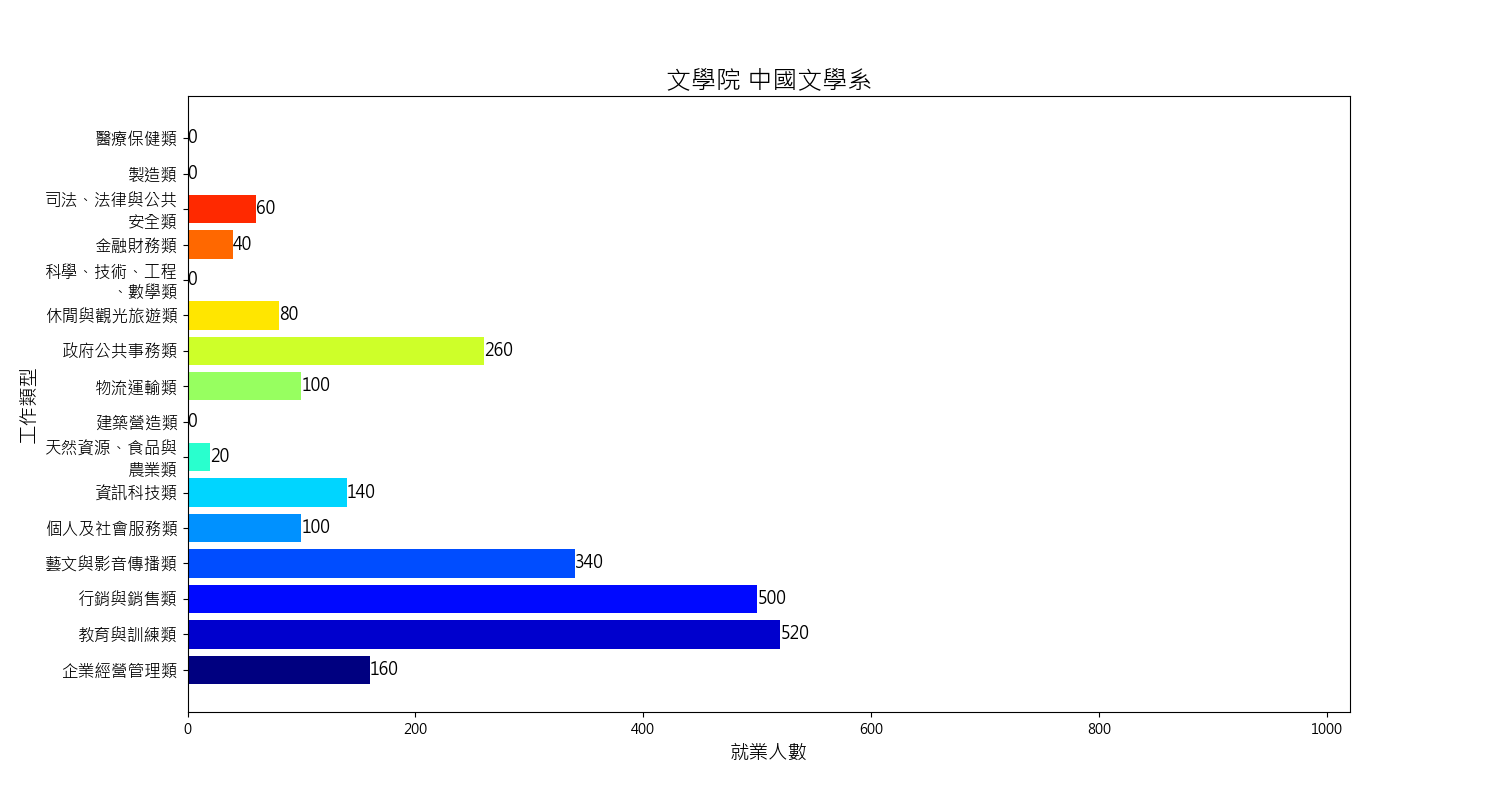 文學院 中國文學系
醫療保健類
0
製造類
0
司法、法律與公共
安全類
60
金融財務類
40
科學、技術、工程
、數學類
0
休閒與觀光旅遊類
80
政府公共事務類
260
物流運輸類
100
建築營造類
0
天然資源、食品與
農業類
20
資訊科技類
140
個人及社會服務類
100
藝文與影音傳播類
340
行銷與銷售類
500
教育與訓練類
520
企業經營管理類
160
工作類型
0 200 400 600 800 1000
就業人數